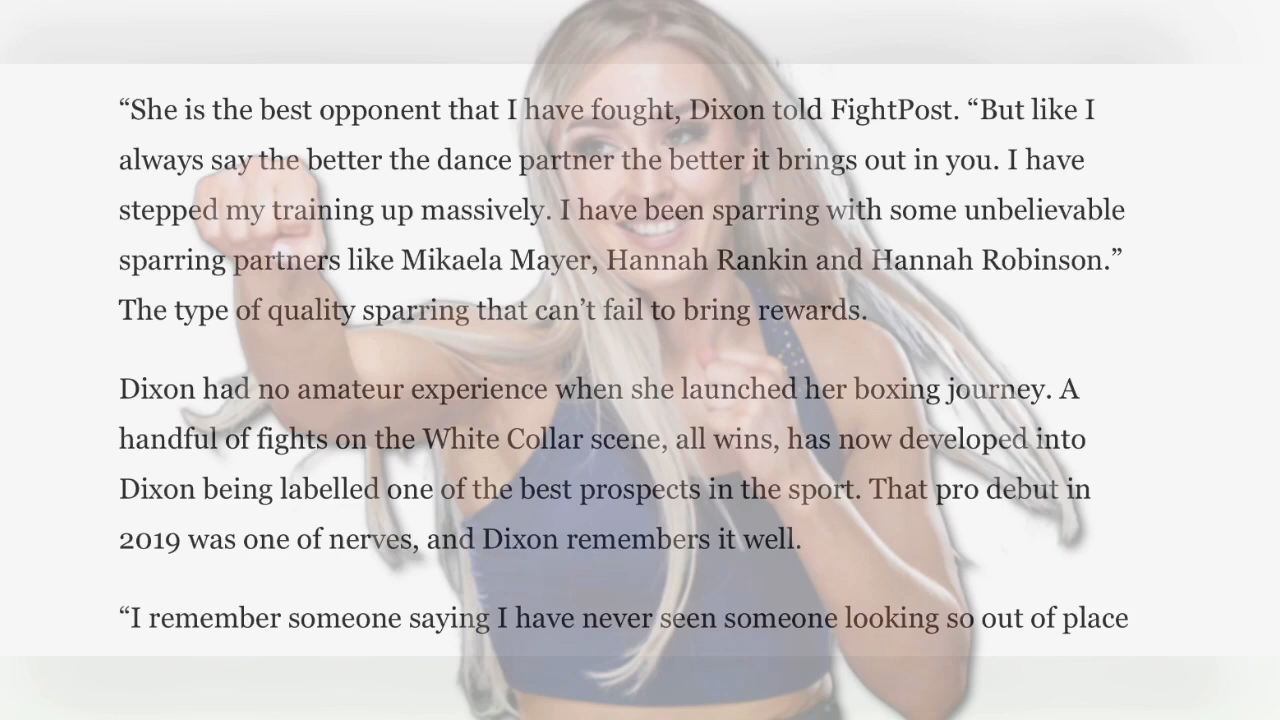 “She is the best opponent that I have fought, Dixon told FightPost. “But like I
always say the better the dance partner the better it brings out in you. I have
stepped my training up massively. I have been sparring with some unbelievable
sparring partners like Mikaela Mayer, Hannah Rankin and Hannah Robinson.”
The type of quality sparring that can’t fail to bring rewards.
Dixon had no amateur experience when she launched her boxing journey. A
handful of fights on the White Collar scene, all wins, has now developed into
Dixon being labelled one of the best prospects in the sport. That pro debut in
2019 was one of nerves, and Dixon remembers it well.
“I remember someone saying I have never seen someone looking so out of place